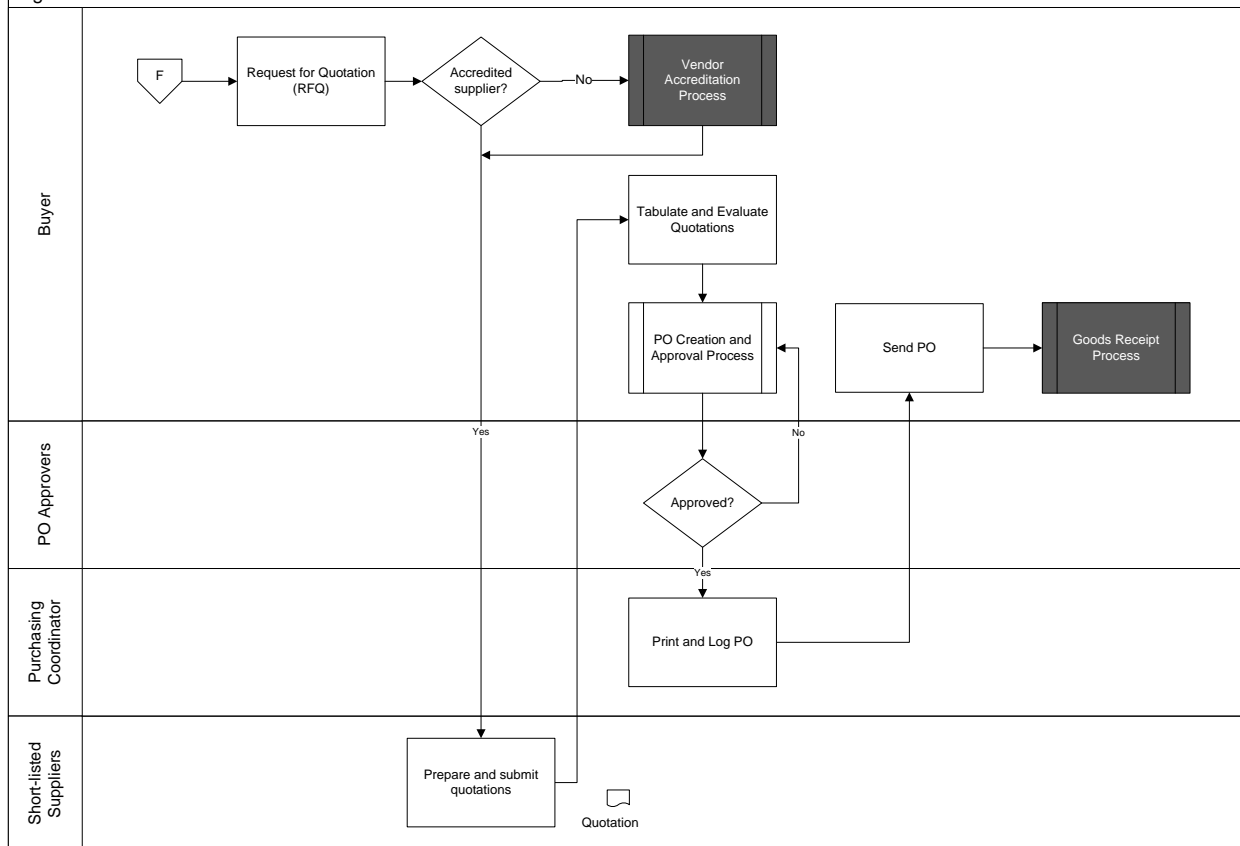 F
Request for Quotation
(RFQ)
Accredited
supplier?
No
Vendor
Accreditation
Process
Buyer
Tabulate and Evaluate
Quotations
PO Creation and
Approval Process
Send PO
Goods Receipt
Process
Yes
No
PO Approvers
Approved?
Yes
Purchasing
Coordinator
Print and Log PO
Short-listed
Suppliers
Prepare and submit
quotations
Quotation